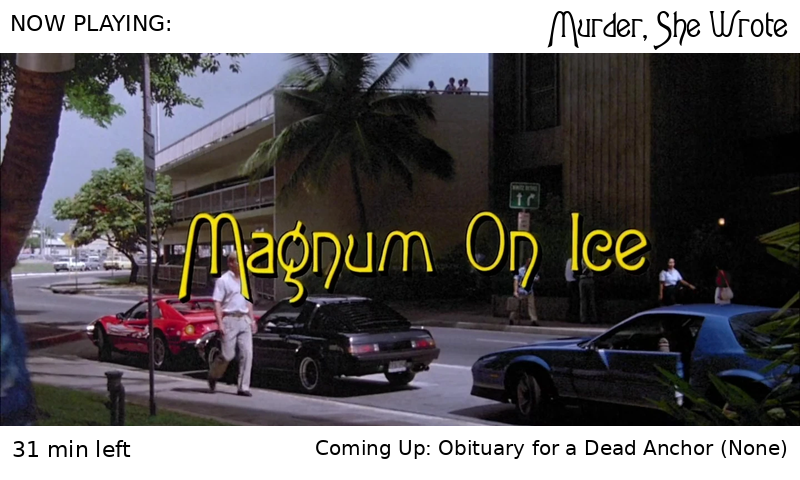 NOW PLAYING:
Murder, She Wrote
Magnum On Ice
31 min left
Coming Up: Obituary for a Dead Anchor (None)